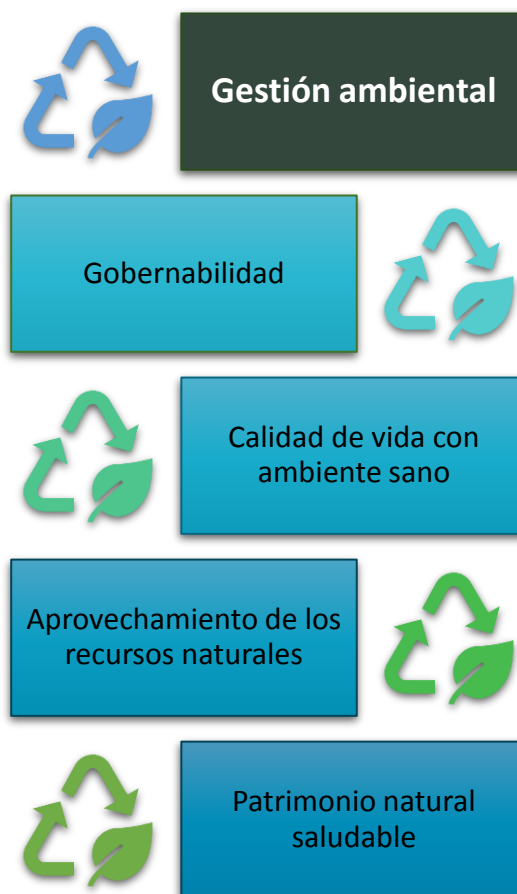 Gestión ambiental
Gobernabilidad
Calidad de vida con
ambiente sano
Aprovechamiento de los
recursos naturales
Patrimonio natural
saludable